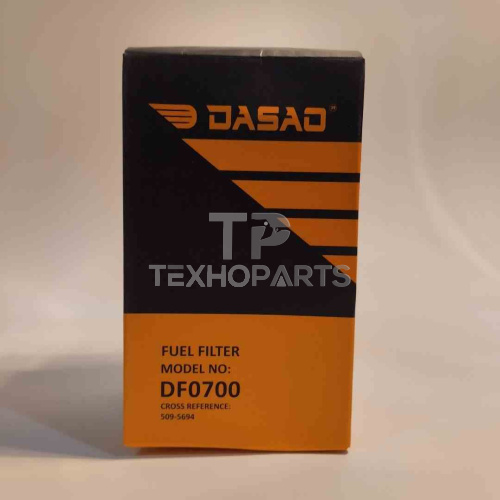 DASAO®
TP
TEXHOPARTS
FUEL FILTER
MODEL NO:
DF0700
CROSS REFERENCE:
509-5694